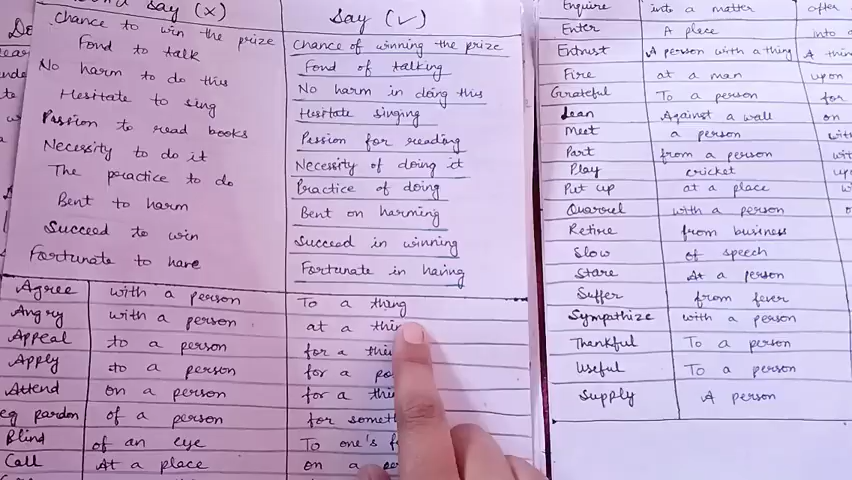 say (x)
Chance to win the prize
Fond to talk
No harm to do this
Hesitate to sing
Passion to read books
Necessity to do it
The practice to do
Bent to harm
Succeed to win
Fortunate to have
Say (✓)
Chance of winning the prize
Fond of talking
No harm in doing this
Hesitate singing
Passion for reading
Necessity of doing it
Practice of doing
Bent on harming
Succeed in winning
Fortunate in having
Agree with a person To a thing
Angry with a person at a thin
Appeal to a person for a
Apply to a person for a
Attend on a person for a
eg pardon of a person for
Blind of an eye To one's
Call At a place on a
Enquire into a matter after
Enter A place into
Entrust A person with a thing A thin
Fire at a man upon
Grateful To a person for
Lean Against a wall on
Meet a person with
Part from a person wit
Play cricket up
Put up at a place w
Quarrel with a person
Retire from business
Slow of speech
Stare At a person
Suffer from fever
Sympathize with a person
Thankful To a person
Useful To a person
Supply A person